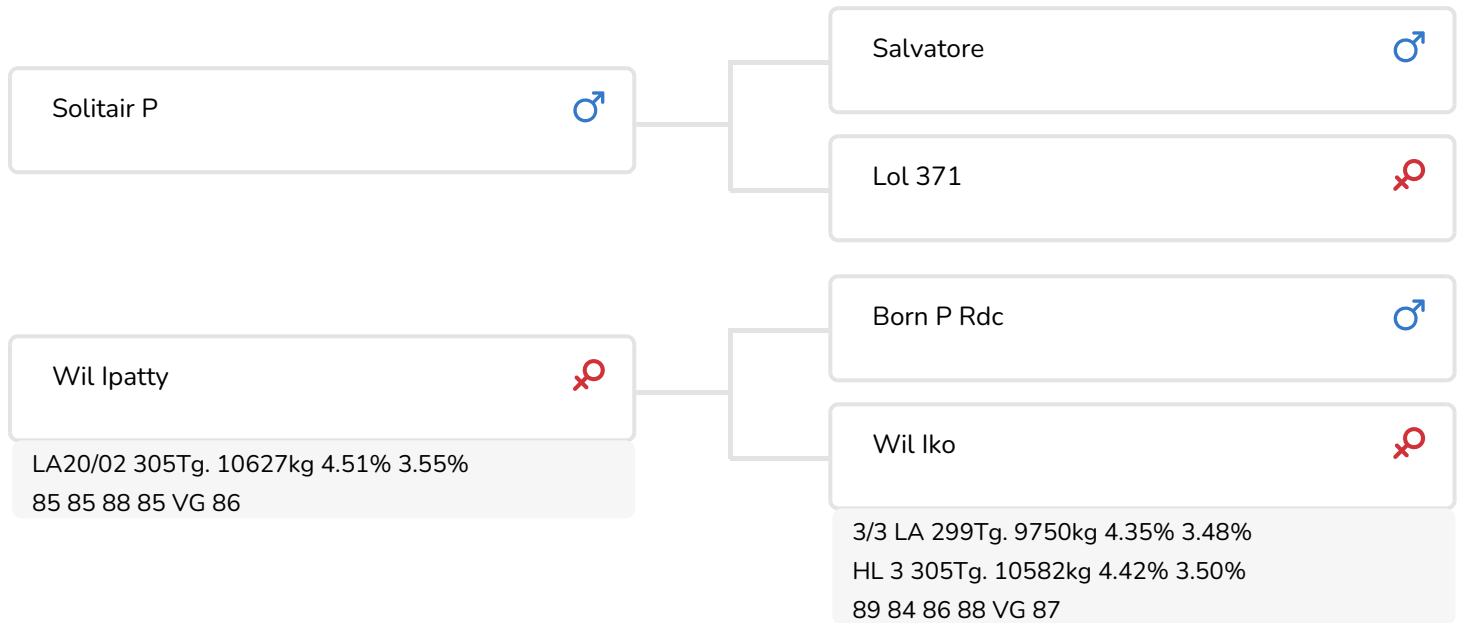 Solitair P
Salvatore
Lol 371
Wil Ipatty
LA20/02 305Tg. 10627kg 4.51% 3.55%
85 85 88 85 VG 86
Born P Rdc
Wil Iko
3/3 LA 299Tg. 9750kg 4.35% 3.48%
HL 3 305Tg. 10582kg 4.42% 3.50%
89 84 86 88 VG 87